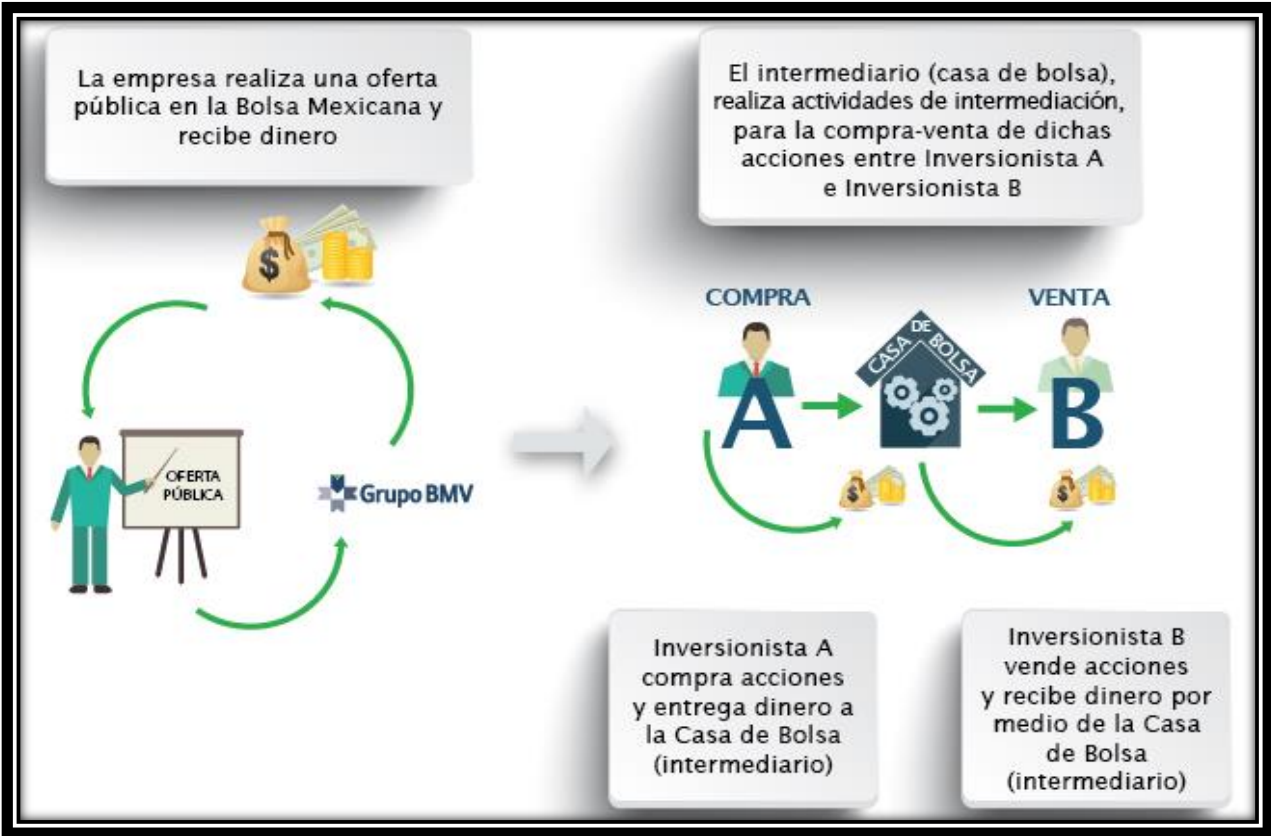 La empresa realiza una oferta
pública en la Bolsa Mexicana y
recibe dinero
$
OFERTA
PÚBLICA
Grupo BMV
El intermediario (casa de bolsa),
realiza actividades de intermediación,
para la compra-venta de dichas
acciones entre Inversionista A
e Inversionista B
COMPRA
VENTA
CASA DE BOLSA
A
B
$
$
Inversionista A
compra acciones
y entrega dinero a
la Casa de Bolsa
(intermediario)
Inversionista B
vende acciones
y recibe dinero por
medio de la Casa
de Bolsa
(intermediario)